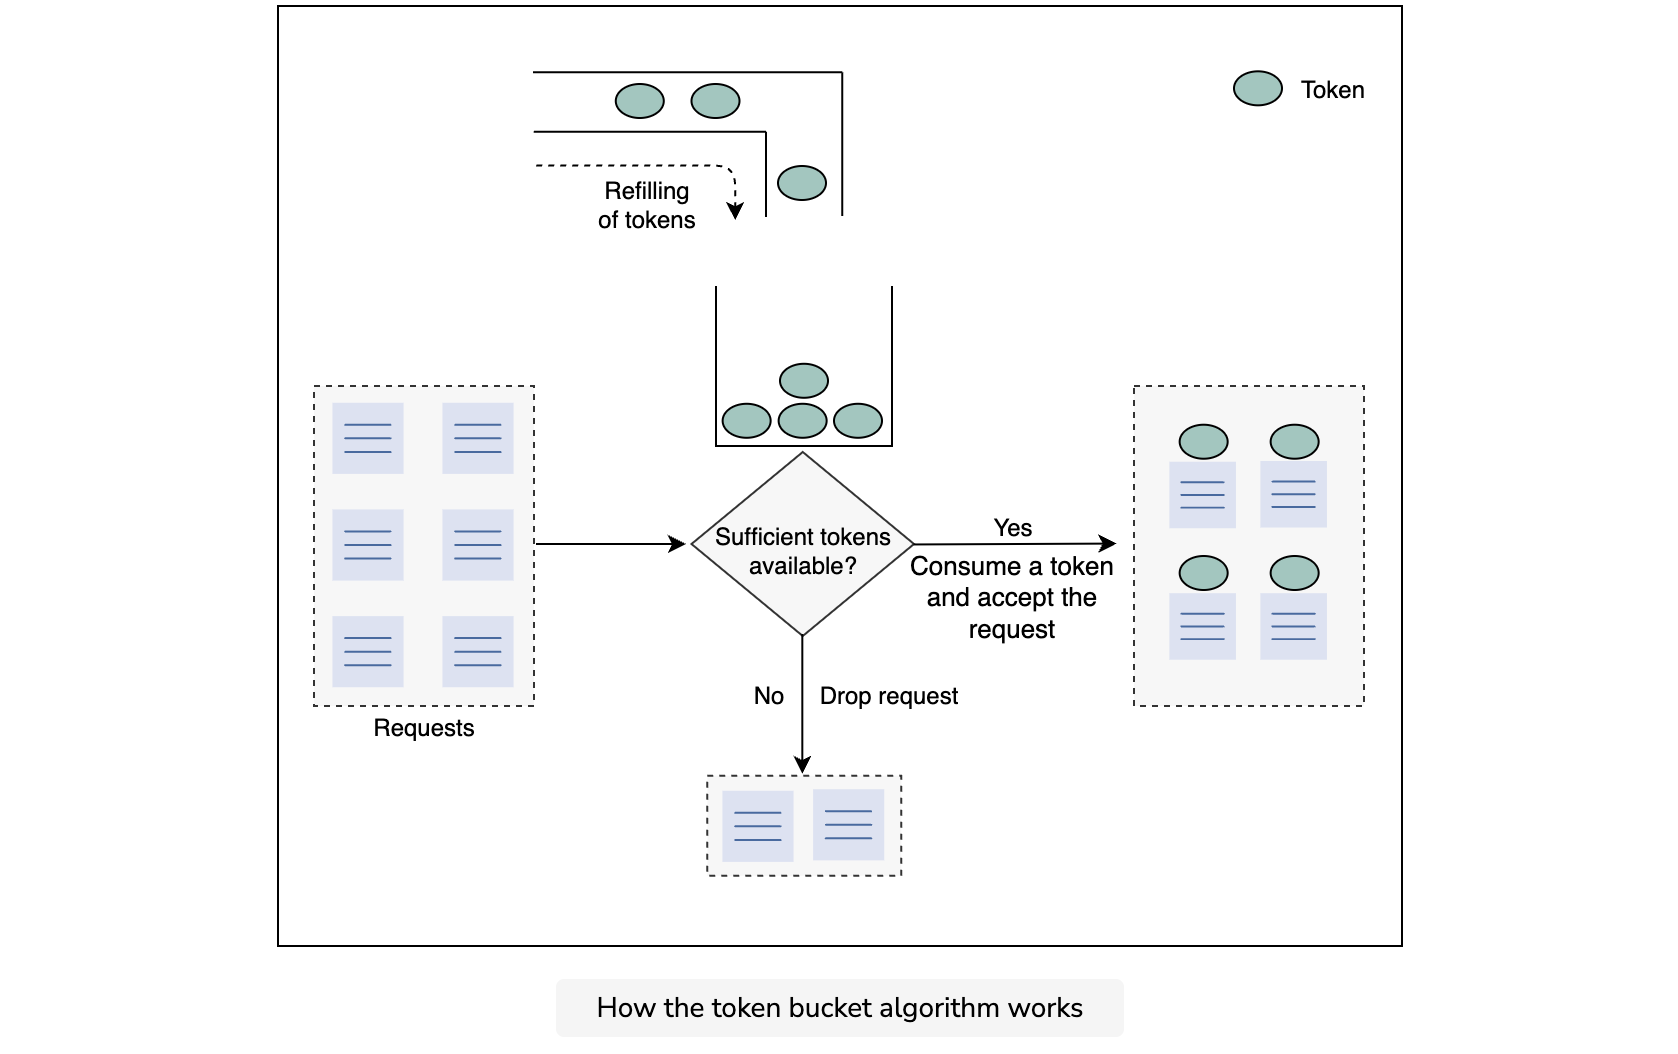 Token
Refilling
of tokens
Sufficient tokens
available?
Yes
Consume a token
and accept the
request
No
Drop request
Requests
How the token bucket algorithm works